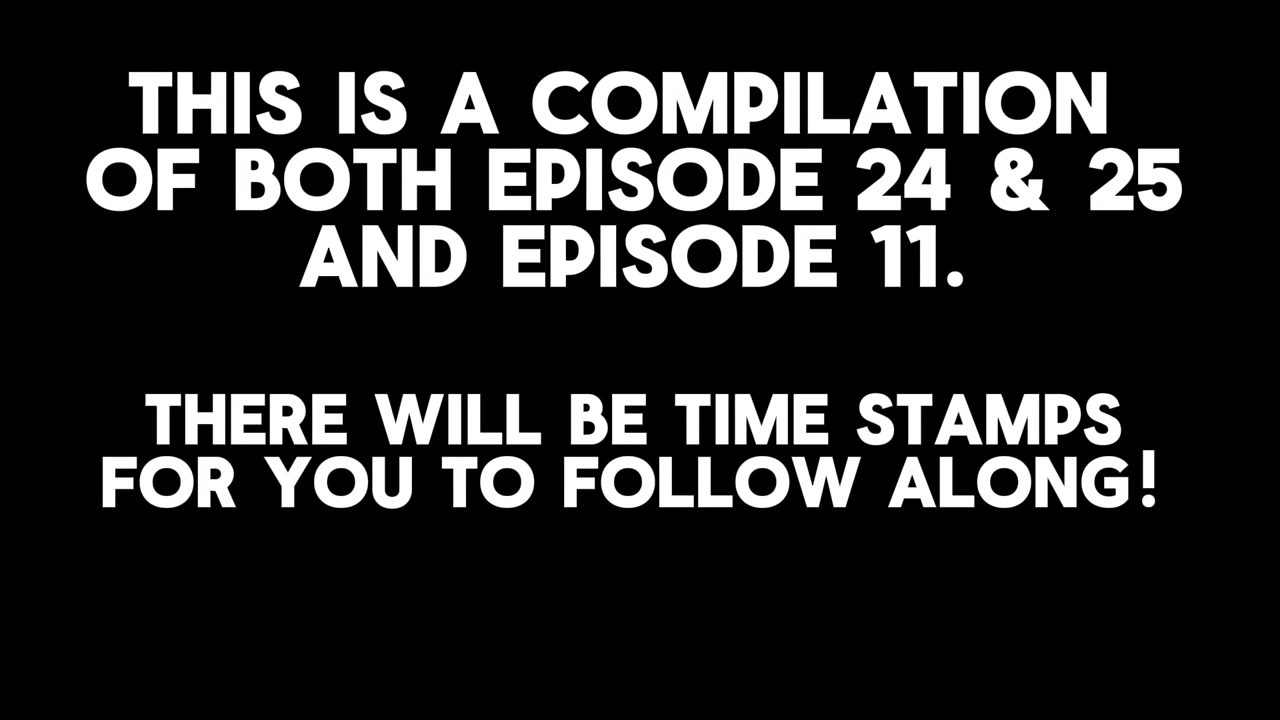 THIS IS A COMPILATION
OF BOTH EPISODE 24 & 25
AND EPISODE 11.
THERE WILL BE TIME STAMPS
FOR YOU TO FOLLOW ALONG!